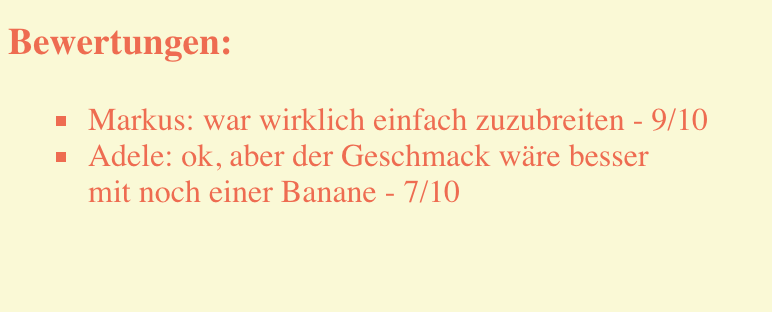 Bewertungen:
Markus: war wirklich einfach zuzubreiten - 9/10
Adele: ok, aber der Geschmack wäre besser
mit noch einer Banane - 7/10